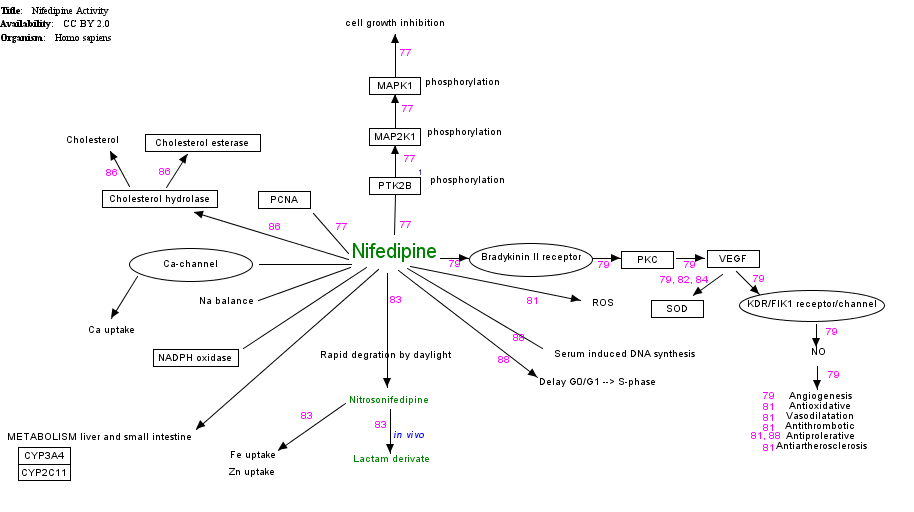 Title: Nifedipine Activity
Availability: CC BY 2.0
Organism: Homo sapiens
cell growth inhibition
77
MAPK1
phosphorylation
77
MAP2K1
phosphorylation
77
1
PTK2B
phosphorylation
77
Cholesterol
Cholesterol esterase
86
86
Cholesterol hydrolase
86
PCNA
77
Nifedipine
79
Bradykinin II receptor
79
PKC
79
VEGF
79, 82, 84
79
SOD
KDR/FlK1 receptor/channel
79
NO
79
79 Angiogenesis
81 Antioxidative
81 Vasodilatation
81 Antithrombotic
81, 88 Antiprolerative
81 Antiartherosclerosis
Ca-channel
Ca uptake
Na balance
NADPH oxidase
83
81
ROS
88
Serum induced DNA synthesis
88
Delay G0/G1 --> S-phase
Rapid degration by daylight
Nitrosonifedipine
83
83
in vivo
Fe uptake
Zn uptake
Lactam derivate
METABOLISM liver and small intestine
CYP3A4
CYP2C11